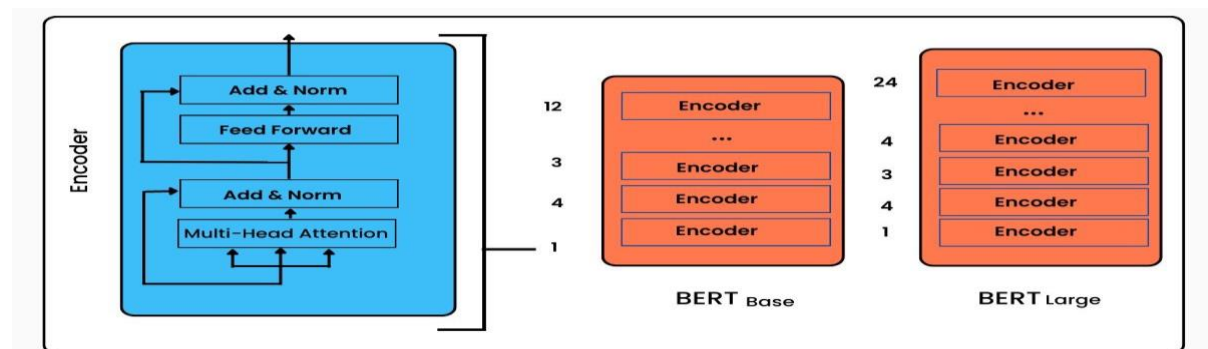 Encoder
Add & Norm
Feed Forward
Add & Norm
Multi-Head Attention
12
3
4
1
Encoder
...
Encoder
Encoder
Encoder
BERT Base
24
4
3
4
1
Encoder
...
Encoder
Encoder
Encoder
Encoder
BERT Large